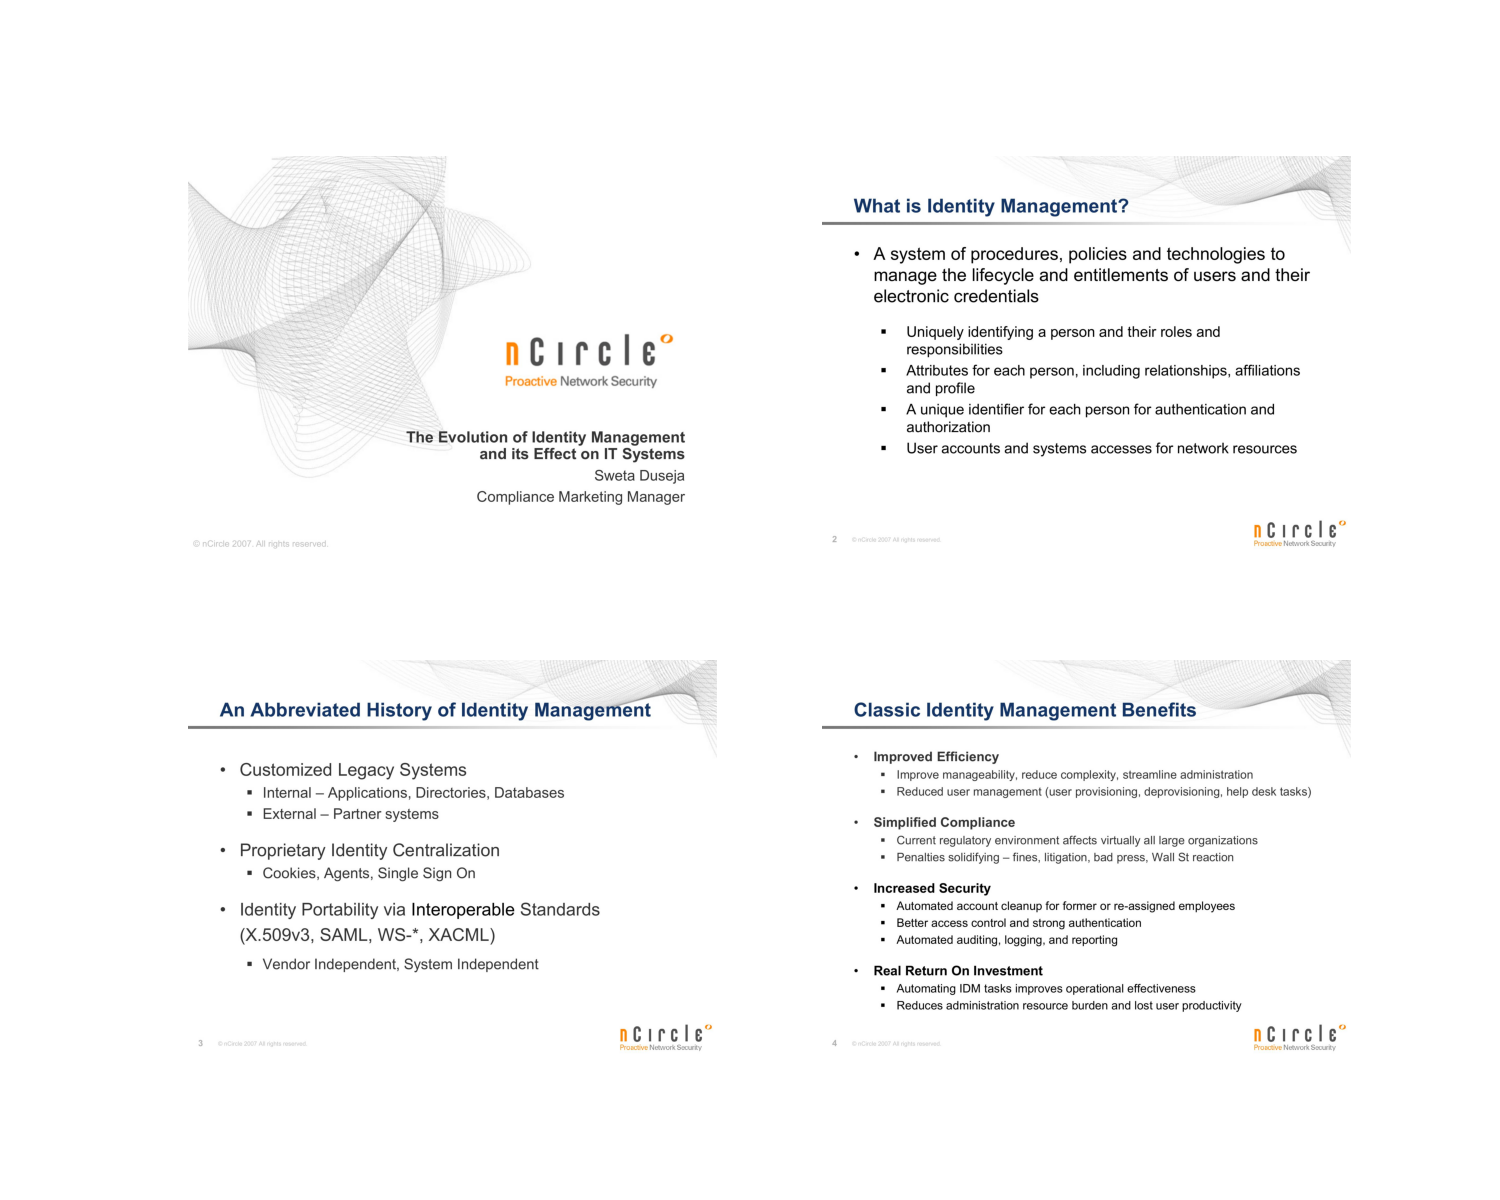 nCircle
Proactive Network Security
The Evolution of Identity Management
and its Effect on IT Systems
Sweta Duseja
Compliance Marketing Manager
© nCircle 2007. All rights reserved.
What is Identity Management?
• A system of procedures, policies and technologies to
manage the lifecycle and entitlements of users and their
electronic credentials
▪ Uniquely identifying a person and their roles and
responsibilities
▪ Attributes for each person, including relationships, affiliations
and profile
▪ A unique identifier for each person for authentication and
authorization
▪ User accounts and systems accesses for network resources
2 © nCircle 2007 All rights reserved.
nCircle
Proactive Network Security
An Abbreviated History of Identity Management
• Customized Legacy Systems
▪ Internal – Applications, Directories, Databases
▪ External – Partner systems
• Proprietary Identity Centralization
▪ Cookies, Agents, Single Sign On
• Identity Portability via Interoperable Standards
(X.509v3, SAML, WS-*, XACML)
▪ Vendor Independent, System Independent
3 © nCircle 2007 All rights reserved.
nCircle
Proactive Network Security
Classic Identity Management Benefits
• Improved Efficiency
▪ Improve manageability, reduce complexity, streamline administration
▪ Reduced user management (user provisioning, deprovisioning, help desk tasks)
• Simplified Compliance
▪ Current regulatory environment affects virtually all large organizations
▪ Penalties solidifying – fines, litigation, bad press, Wall St reaction
• Increased Security
▪ Automated account cleanup for former or re-assigned employees
▪ Better access control and strong authentication
▪ Automated auditing, logging, and reporting
• Real Return On Investment
▪ Automating IDM tasks improves operational effectiveness
▪ Reduces administration resource burden and lost user productivity
4 © nCircle 2007 All rights reserved.
nCircle
Proactive Network Security